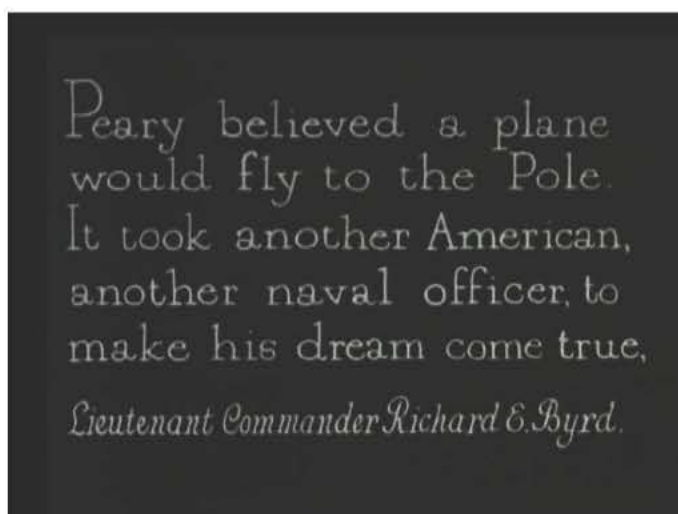 Peary believed a plane
would fly to the Pole.
It took another American,
another naval officer, to
make his dream come true,
Lieutenant Commander Richard E. Byrd.